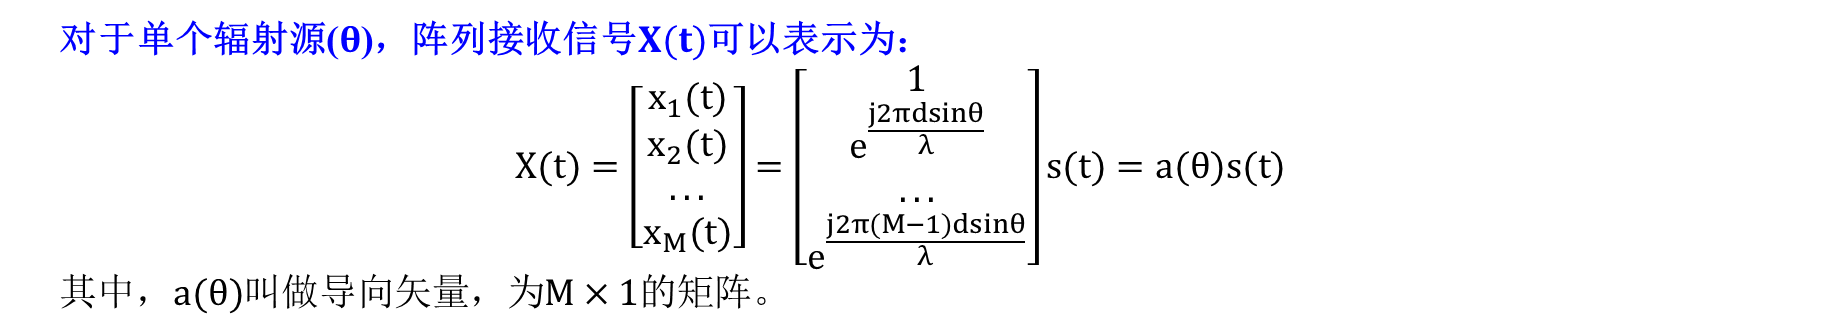 对于单个辐射源(θ)，阵列接收信号X(t)可以表示为：
X(t) = [x₁(t) x₂(t) … x_M(t)] = [1 e^(j2πdsinθ/λ) … e^(j2π(M−1)dsinθ/λ)] s(t) = a(θ)s(t)
其中，a(θ)叫做导向矢量，为M × 1的矩阵。